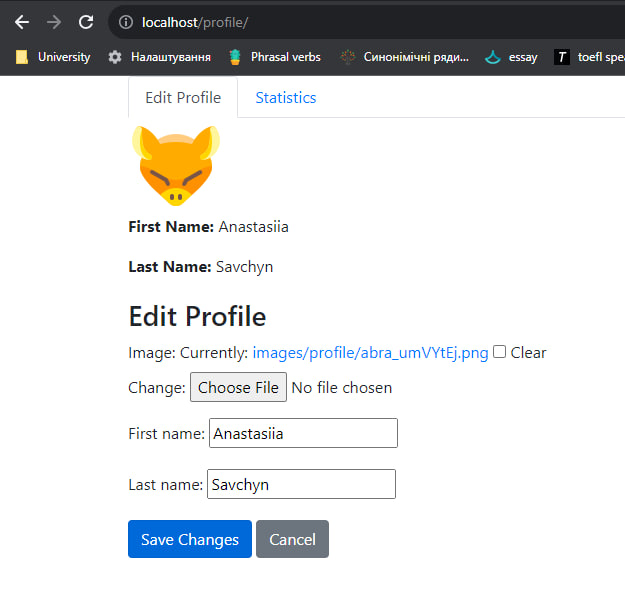 localhost/profile/
University Налаштування Phrasal verbs Синонімічні ряди... essay T toefl spea
Edit Profile Statistics
First Name: Anastasiia
Last Name: Savchyn
Edit Profile
Image: Currently: images/profile/abra_umVYtEj.png Clear
Change: Choose File No file chosen
First name: Anastasiia
Last name: Savchyn
Save Changes Cancel